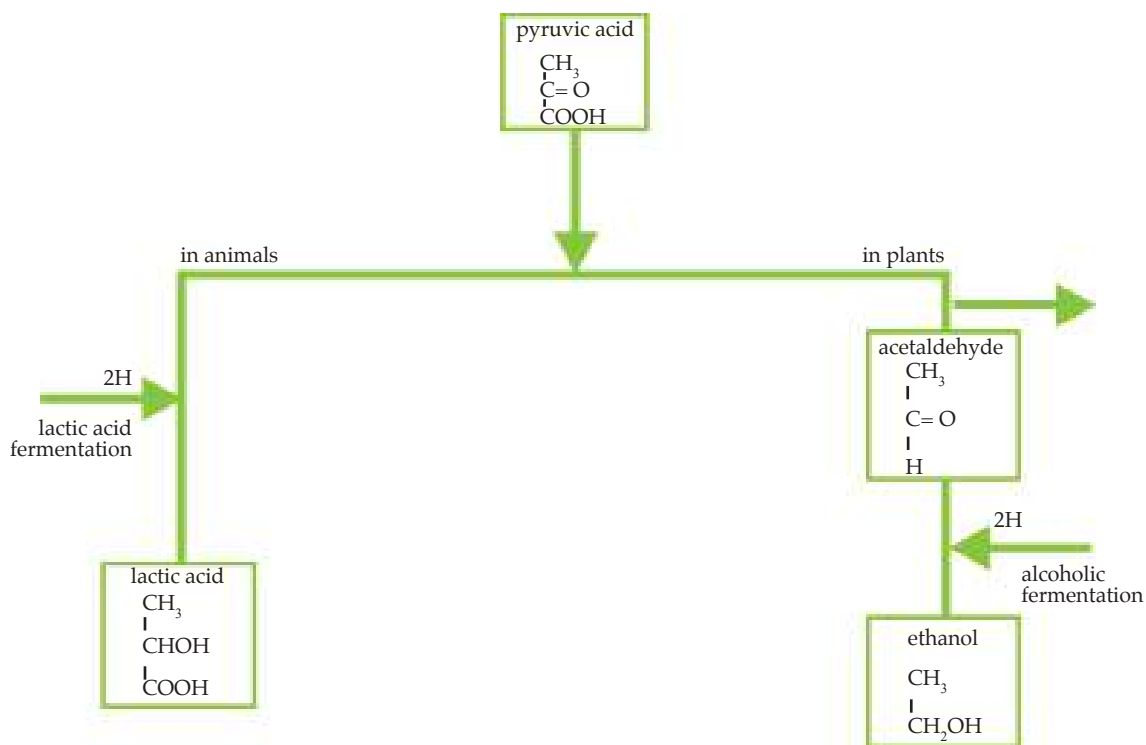 pyruvic acid
CH₃
C= O
COOH
in animals
in plants
2H
lactic acid
fermentation
acetaldehyde
CH₃
C= O
H
lactic acid
CH₃
CHOH
COOH
2H
alcoholic
fermentation
ethanol
CH₃
CH₂OH